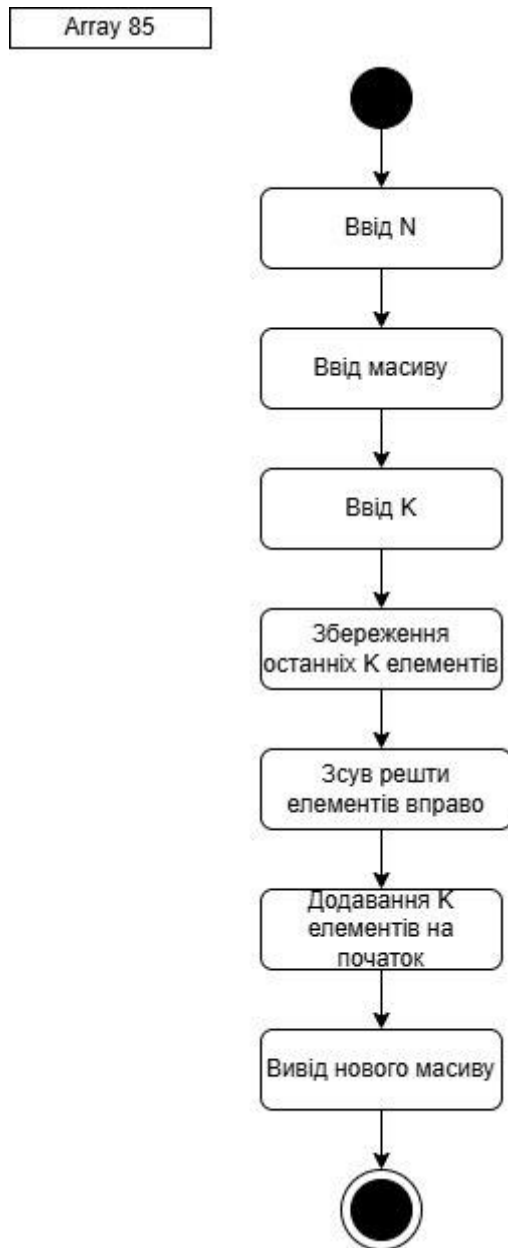 Array 85
Ввід N
Ввід масиву
Ввід K
Збереження
останніх K елементів
Зсув решти
елементів вправо
Додавання K
елементів на
початок
Вивід нового масиву